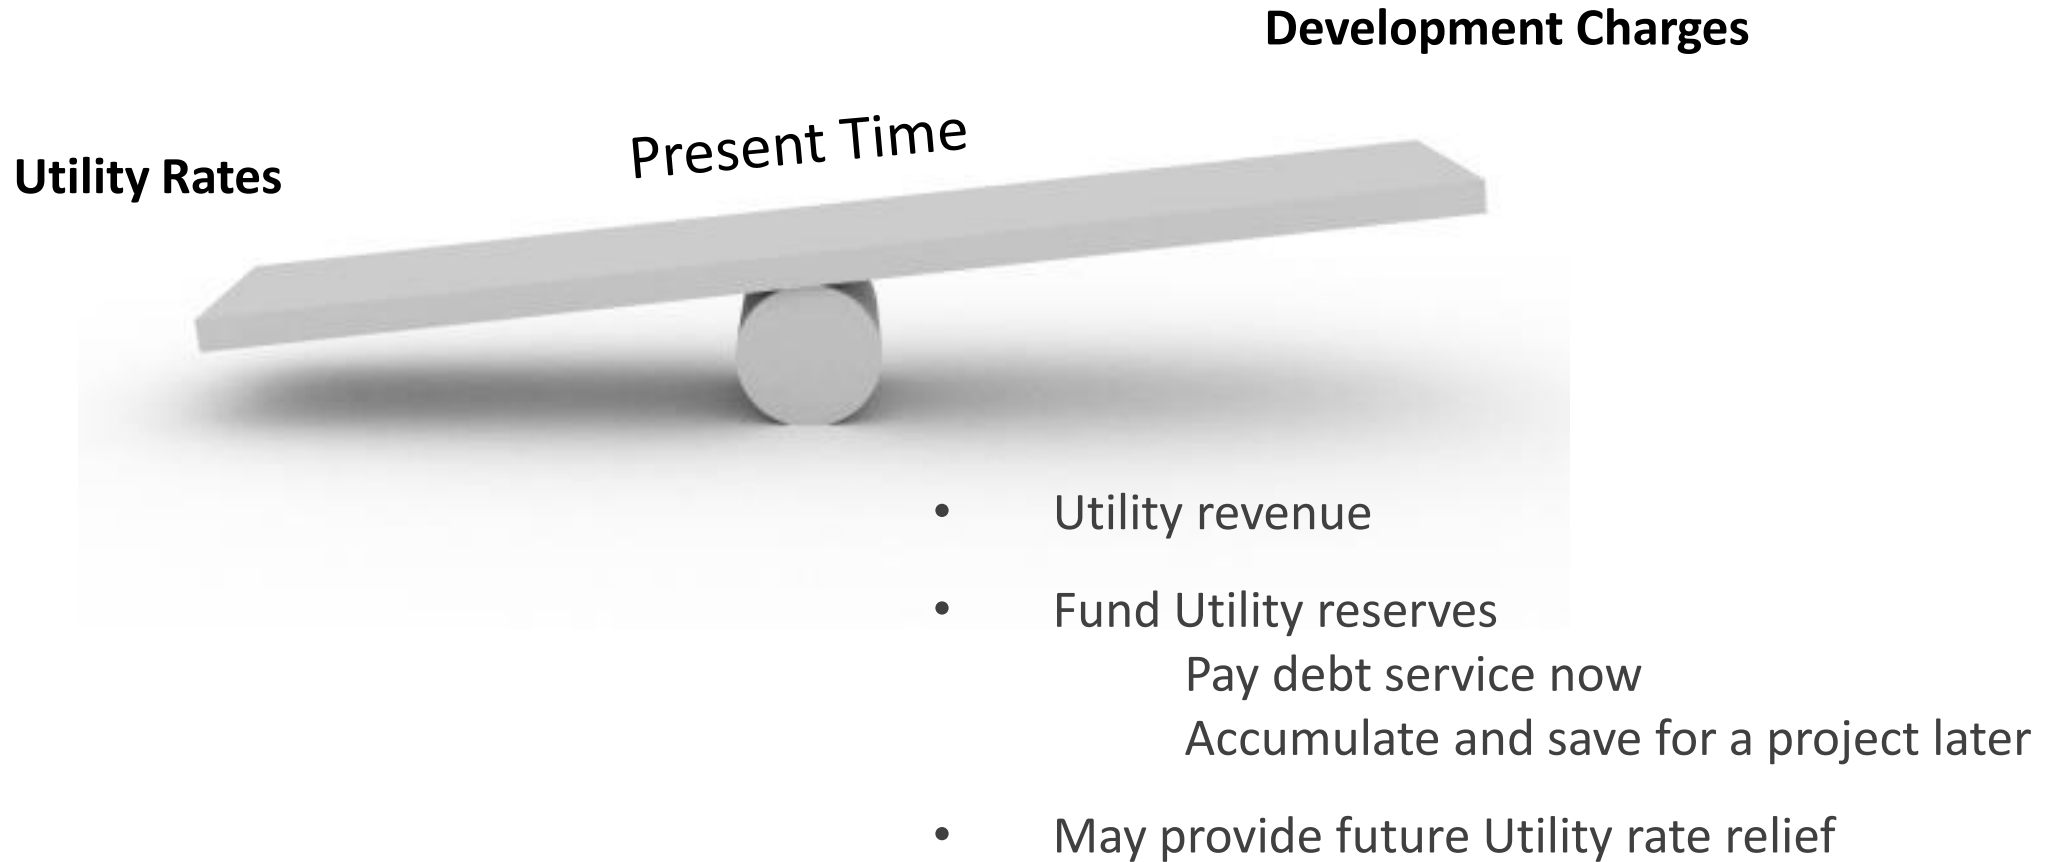 Development Charges
Present Time
Utility Rates
• Utility revenue
• Fund Utility reserves
Pay debt service now
Accumulate and save for a project later
• May provide future Utility rate relief